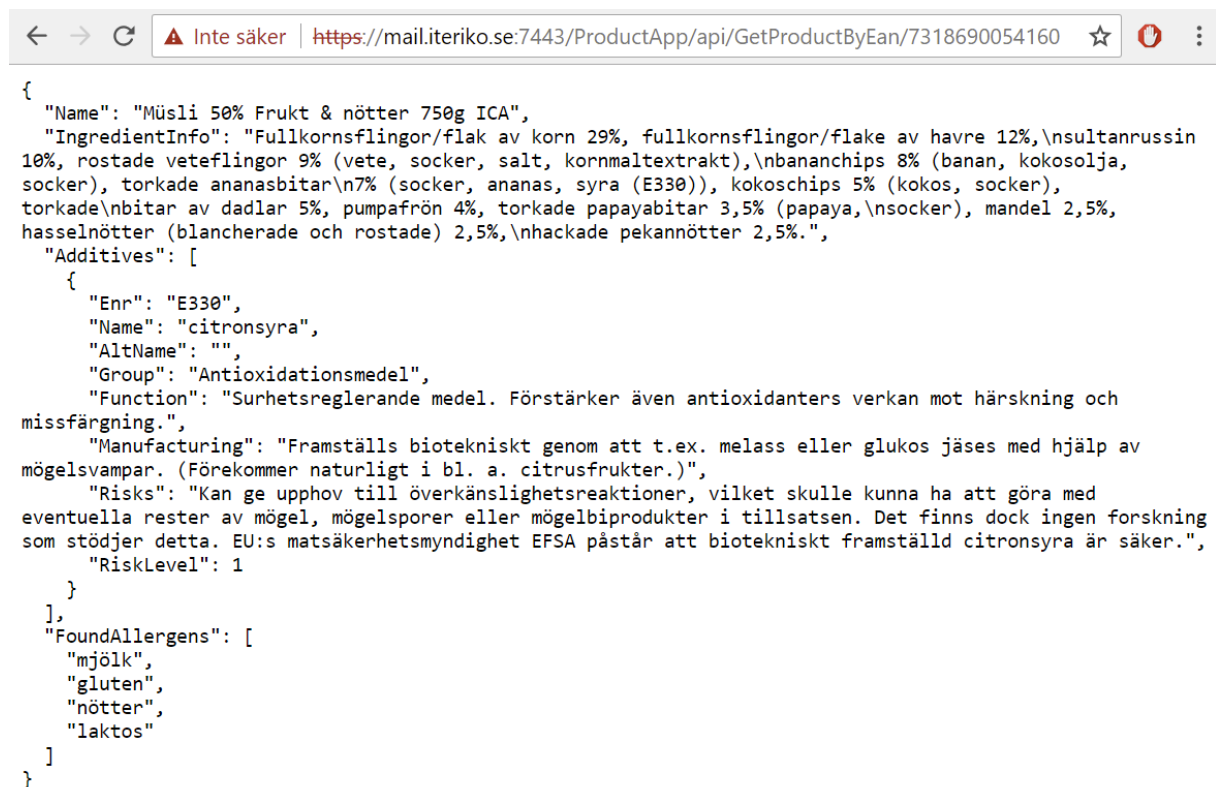 Inte säker | https://mail.iteriko.se:7443/ProductApp/api/GetProductByEan/7318690054160
{
  "Name": "Müsli 50% Frukt & nötter 750g ICA",
  "IngredientInfo": "Fullkornsflingor/flak av korn 29%, fullkornsflingor/flake av havre 12%,\nsultanrussin
10%, rostade veteflingor 9% (vete, socker, salt, kornmaltextrakt),\nbananchips 8% (banan, kokosolja,
socker), torkade ananasbitar\n7% (socker, ananas, syra (E330)), kokoschips 5% (kokos, socker),
torkade\nbitar av dadlar 5%, pumpafrön 4%, torkade papayabitar 3,5% (papaya,\nsocker), mandel 2,5%,
hasselnötter (blancherade och rostade) 2,5%,\nhackade pekannötter 2,5%.",
  "Additives": [
    {
      "Enr": "E330",
      "Name": "citronsyra",
      "AltName": "",
      "Group": "Antioxidationsmedel",
      "Function": "Surhetsreglerande medel. Förstärker även antioxidanters verkan mot härskning och
missfärgning.",
      "Manufacturing": "Framställs biotekniskt genom att t.ex. melass eller glukos jäses med hjälp av
mögelsvampar. (Förekommer naturligt i bl. a. citrusfrukter.)",
      "Risks": "Kan ge upphov till överkänslighetsreaktioner, vilket skulle kunna ha att göra med
eventuella rester av mögel, mögelsporer eller mögelbiprodukter i tillsatsen. Det finns dock ingen forskning
som stödjer detta. EU:s matsäkerhetsmyndighet EFSA påstår att biotekniskt framställd citronsyra är säker.",
      "RiskLevel": 1
    }
  ],
  "FoundAllergens": [
    "mjölk",
    "gluten",
    "nötter",
    "laktos"
  ]
}